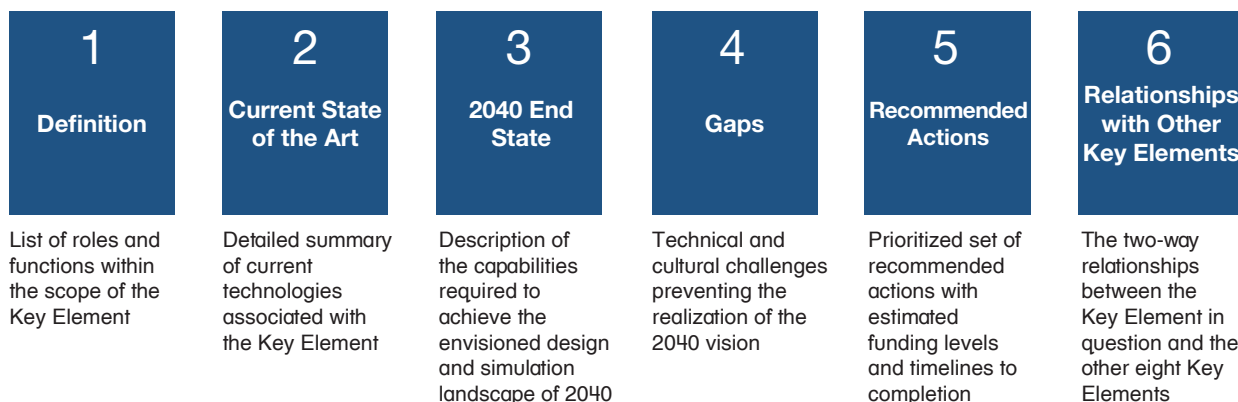 1
Definition
List of roles and
functions within
the scope of the
Key Element
2
Current State
of the Art
Detailed summary
of current
technologies
associated with
the Key Element
3
2040 End
State
Description of
the capabilities
required to
achieve the
envisioned design
and simulation
landscape of 2040
4
Gaps
Technical and
cultural challenges
preventing the
realization of the
2040 vision
5
Recommended
Actions
Prioritized set of
recommended
actions with
estimated
funding levels
and timelines to
completion
6
Relationships
with Other
Key Elements
The two-way
relationships
between the
Key Element in
question and the
other eight Key
Elements